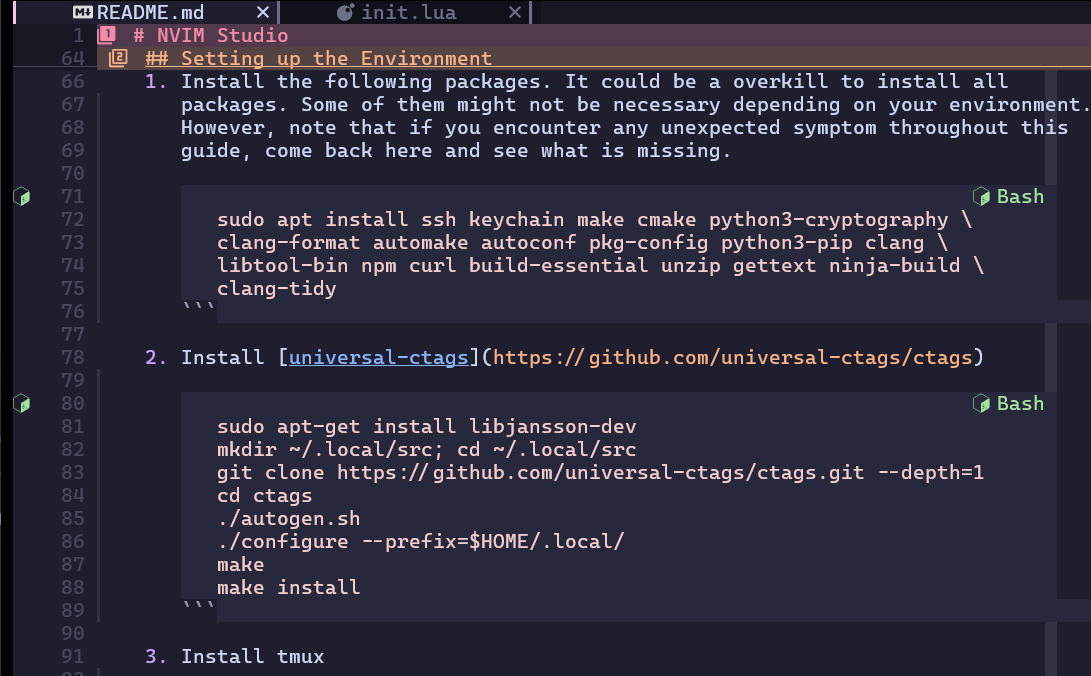 README.md × init.lua ×
1 # NVIM Studio
64 2 ## Setting up the Environment
66 1. Install the following packages. It could be a overkill to install all
67 packages. Some of them might not be necessary depending on your environment.
68 However, note that if you encounter any unexpected symptom throughout this
69 guide, come back here and see what is missing.
70
71 Bash
72 sudo apt install ssh keychain make cmake python3-cryptography \
73 clang-format automake autoconf pkg-config python3-pip clang \
74 libtool-bin npm curl build-essential unzip gettext ninja-build \
75 clang-tidy
76 ```
77
78 2. Install [universal-ctags](https://github.com/universal-ctags/ctags)
79
80 Bash
81 sudo apt-get install libjansson-dev
82 mkdir ~/.local/src; cd ~/.local/src
83 git clone https://github.com/universal-ctags/ctags.git --depth=1
84 cd ctags
85 ./autogen.sh
86 ./configure --prefix=$HOME/.local/
87 make
88 make install
89 ```
90
91 3. Install tmux